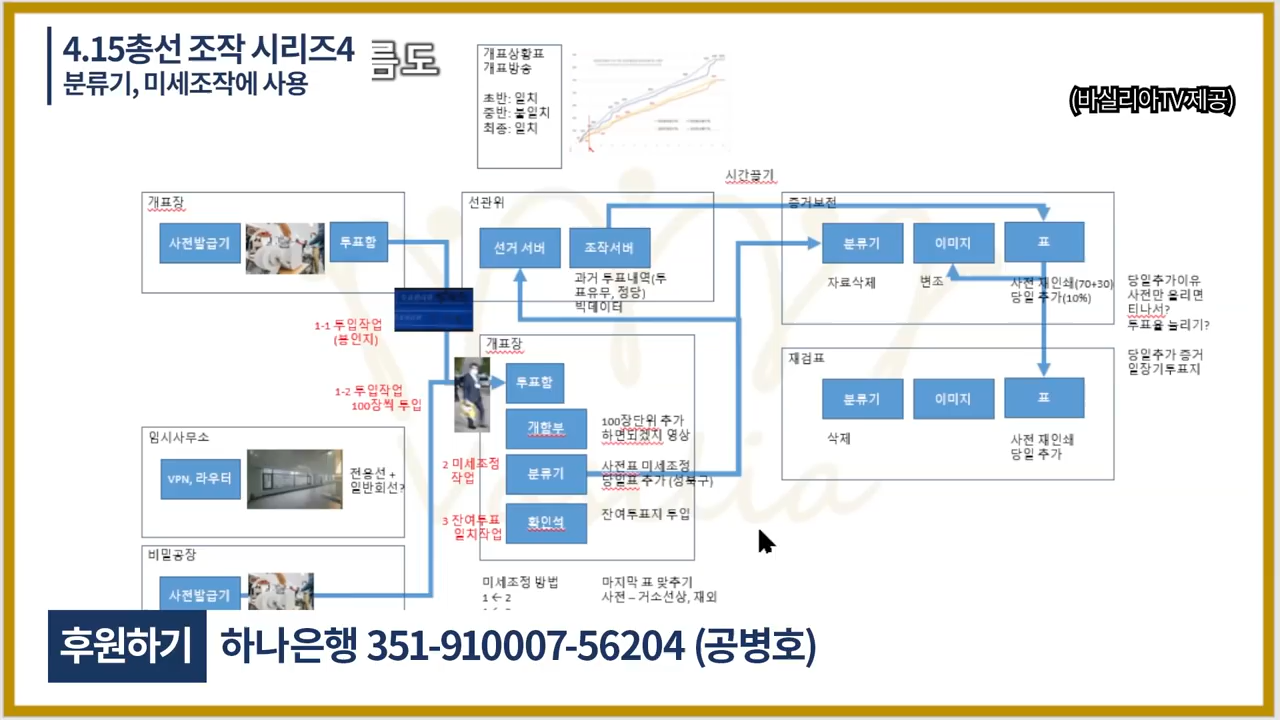 4.15총선 조작 시리즈4
분류기, 미세조작에 사용
름도
(바실리아TV제공)
개표상황표
개표방송
초반: 일치
중반: 불일치
최종: 일치
시간끌기
개표장
사전발급기
투표함
1-1 투입작업
(봉인지)
1-2 투입작업
100장씩 투입
선관위
선거 서버
조작서버
과거 투표내역(투
표유무, 정당)
빅데이터
증거보전
분류기
이미지
표
자료삭제
변조
사전 재인쇄(70+30)
당일 추가(10%)
당일추가이유
사전만 올리면
티나서?
투표율 늘리기?
당일추가 증거
일장기투표지
재검표
분류기
이미지
표
삭제
사전 재인쇄
당일 추가
개표장
투표함
개함부
100장단위 추가
하면되겠지 영상
2 미세조정
작업
분류기
사전표 미세조정
당일표 추가 (성북구)
3 잔여투표
일치작업
확인석
잔여투표지 투입
임시사무소
VPN, 라우터
전용선 +
일반회선?
비밀공장
사전발급기
미세조정 방법
1 ← 2
마지막 표 맞추기
사전 – 거소선상, 재외
후원하기
하나은행 351-910007-56204 (공병호)